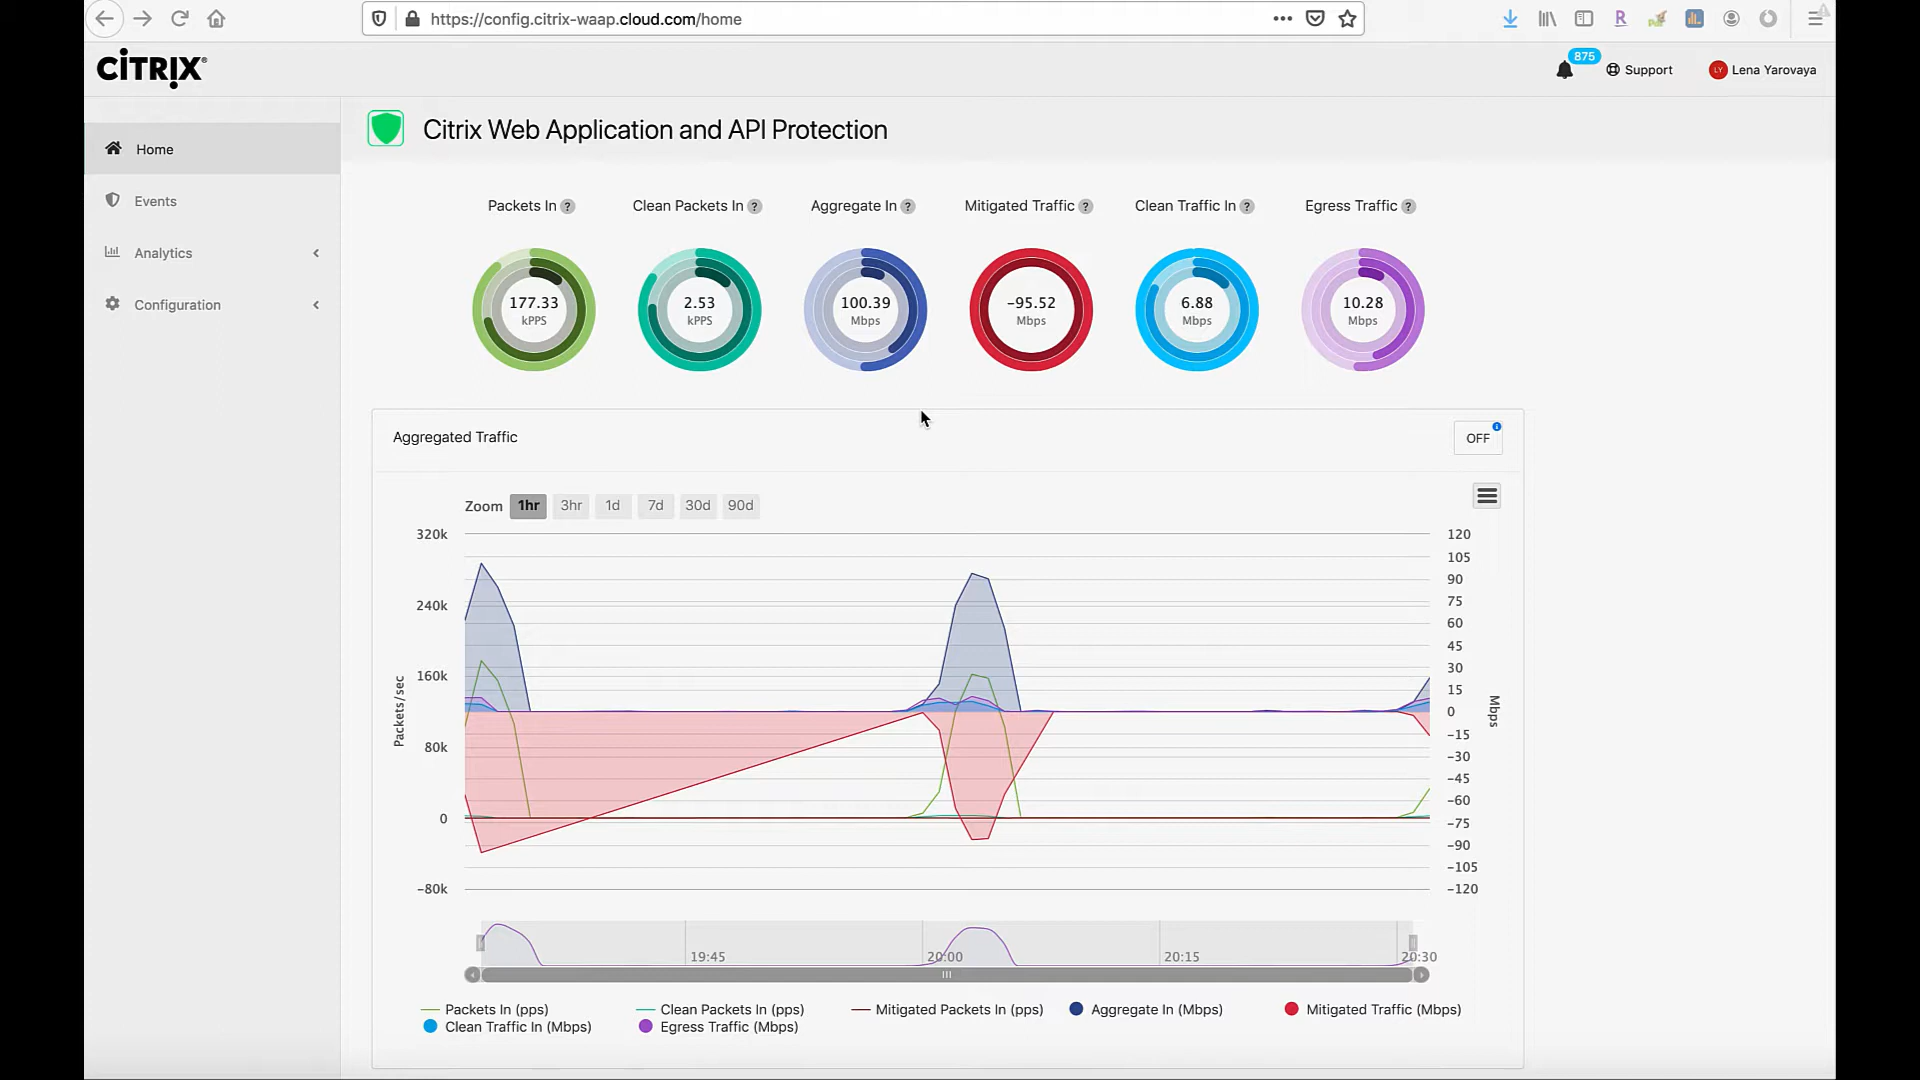 https://config.citrix-waap.cloud.com/home
CITRIX
875
Support
LY
Lena Yarovaya
Home
Events
Analytics
Configuration
Citrix Web Application and API Protection
Packets In ?
Clean Packets In ?
Aggregate In ?
Mitigated Traffic ?
Clean Traffic In ?
Egress Traffic ?
177.33
kPPS
2.53
kPPS
100.39
Mbps
-95.52
Mbps
6.88
Mbps
10.28
Mbps
Aggregated Traffic
OFF
Zoom 1hr 3hr 1d 7d 30d 90d
320k
240k
160k
80k
0
-80k
Packets/sec
120
105
90
75
60
45
30
15
0
-15
-30
-45
-60
-75
-90
-105
-120
Mbps
19:45 20:00 20:15 20:30
Packets In (pps) Clean Packets In (pps) Mitigated Packets In (pps) Aggregate In (Mbps) Mitigated Traffic (Mbps)
Clean Traffic In (Mbps) Egress Traffic (Mbps)